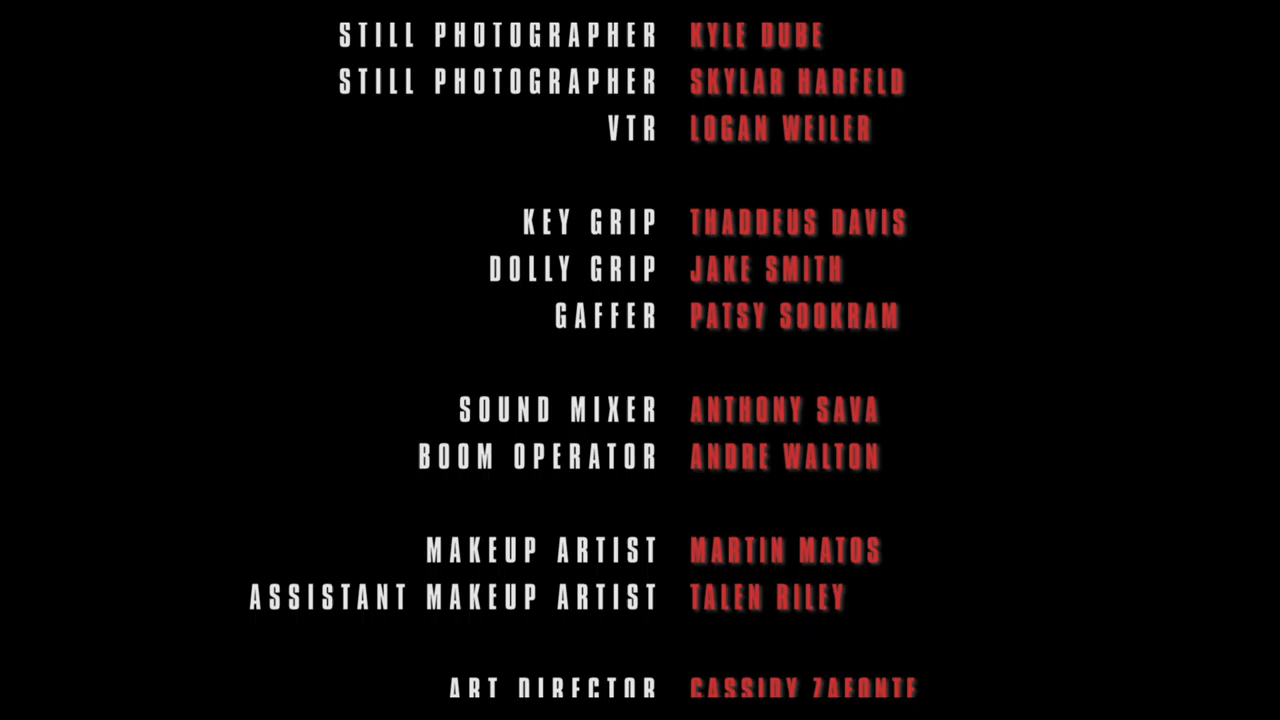 STILL PHOTOGRAPHER KYLE DUBE
STILL PHOTOGRAPHER SKYLAR HARFELD
VTR LOGAN WEILER
KEY GRIP THADDEUS DAVIS
DOLLY GRIP JAKE SMITH
GAFFER PATSY SOOKRAM
SOUND MIXER ANTHONY SAVA
BOOM OPERATOR ANDRE WALTON
MAKEUP ARTIST MARTIN MATOS
ASSISTANT MAKEUP ARTIST TALEN RILEY
ART DIRECTOR CASSIDY ZAFONTE